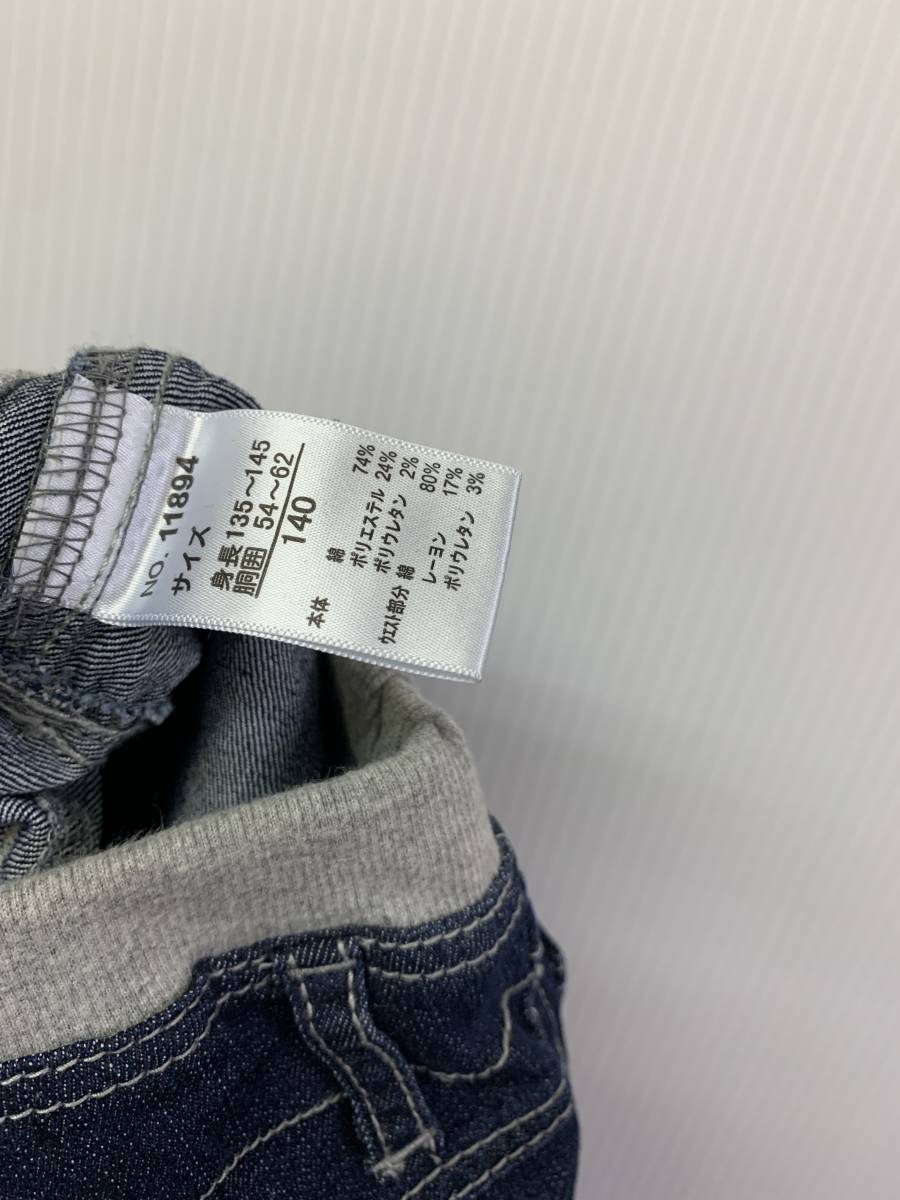 NO. 11894
サイズ
身長 135～145
胴囲 54～62
140
本体 綿 74%
ポリエステル 24%
ポリウレタン 2%
ウエスト部分 綿 80%
レーヨン 17%
ポリウレタン 3%